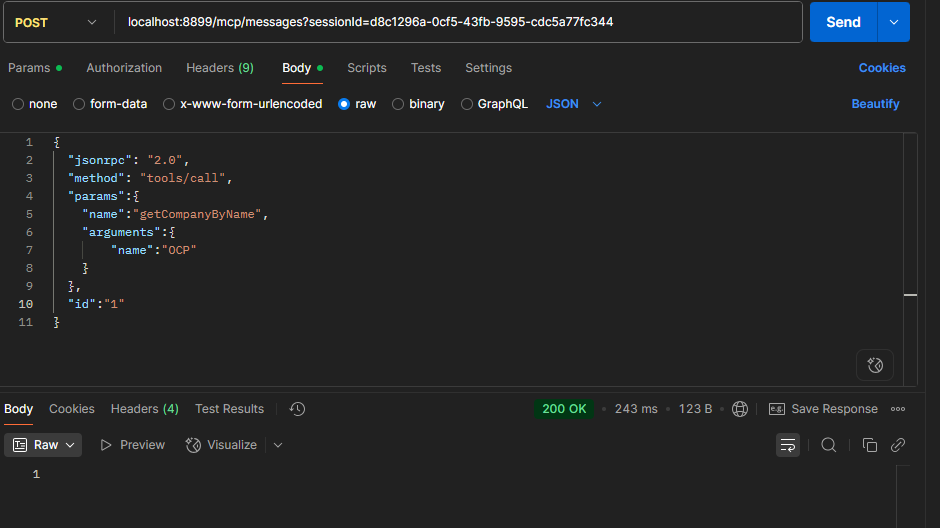 POST localhost:8899/mcp/messages?sessionId=d8c1296a-0cf5-43fb-9595-cdc5a77fc344 Send
Params Authorization Headers (9) Body Scripts Tests Settings Cookies
none form-data x-www-form-urlencoded raw binary GraphQL JSON Beautify
1 {
2 "jsonrpc": "2.0",
3 "method": "tools/call",
4 "params":{
5 "name":"getCompanyByName",
6 "arguments":{
7 "name":"OCP"
8 }
9 },
10 "id":"1"
11 }
Body Cookies Headers (4) Test Results 200 OK • 243 ms • 123 B • e.g. Save Response
Raw Preview Visualize
1